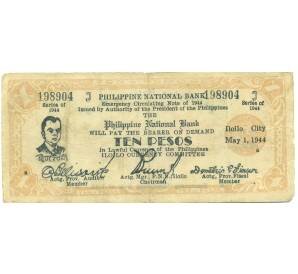 PHILIPPINE NATIONAL BANK
198904 J 198904 J
Series of 1944 Emergency Circulating Note of 1944 Series of 1944
Issued by Authority of the President of the Philippines
THE
Philippine National Bank
WILL PAY THE BEARER ON DEMAND Iloilo City
TEN PESOS May 1, 1944
In Lawful Currency of the Philippines
ILOILO CURRENCY COMMITTEE
Actg. Prov. Auditor Actg. Mgr. P.N.B. Iloilo Actg. Prov. Fiscal
Member Chairman Member